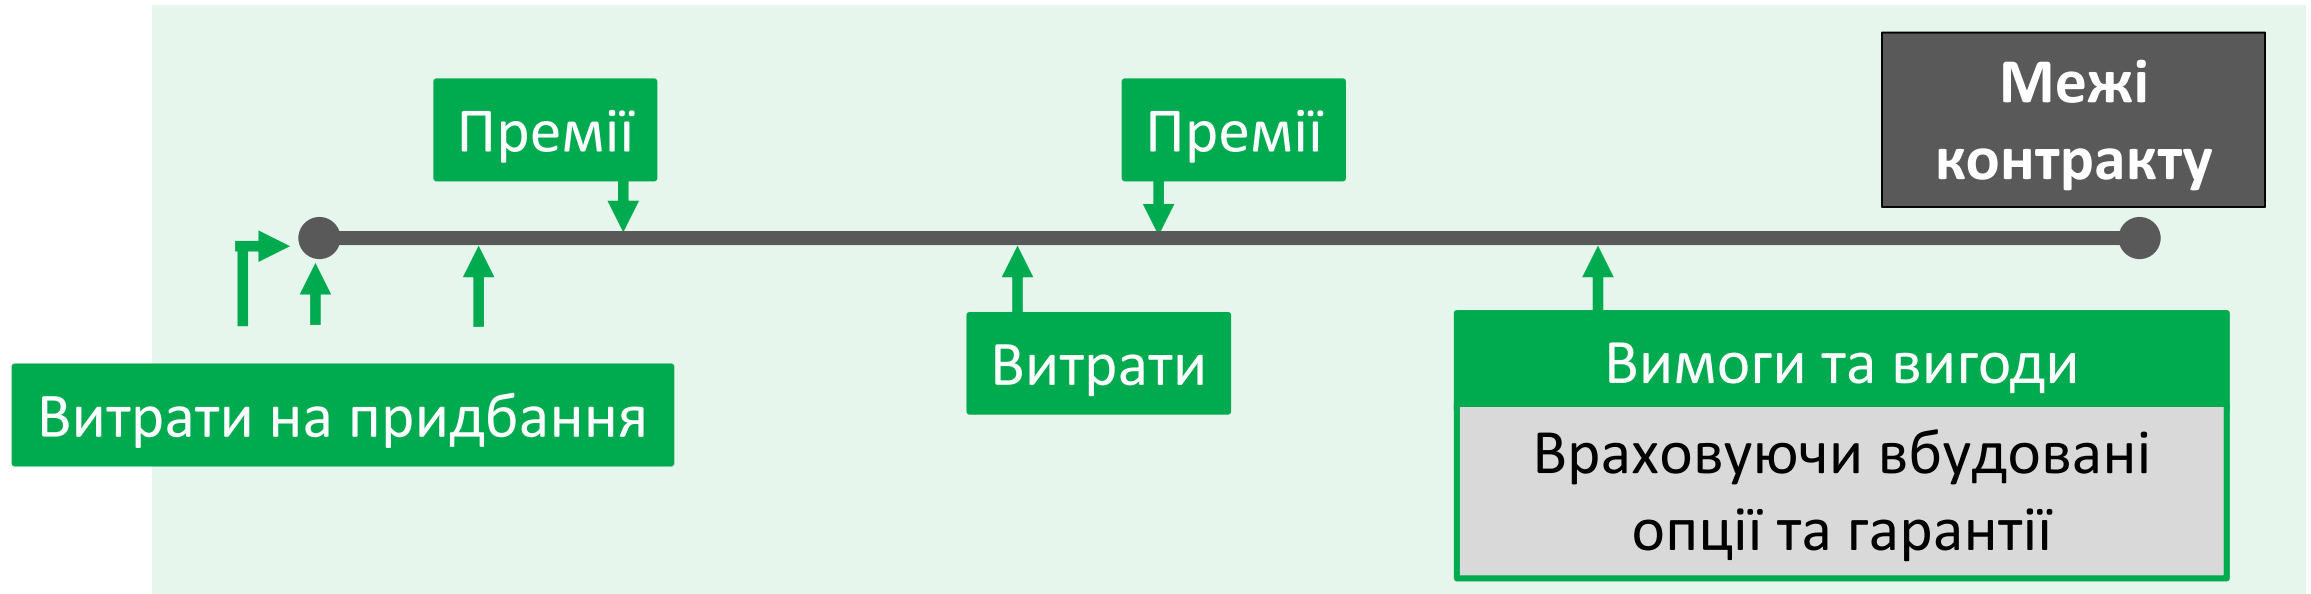 Премії
Премії
Межі
контракту
Витрати на придбання
Витрати
Вимоги та вигоди
Враховуючи вбудовані
опції та гарантії